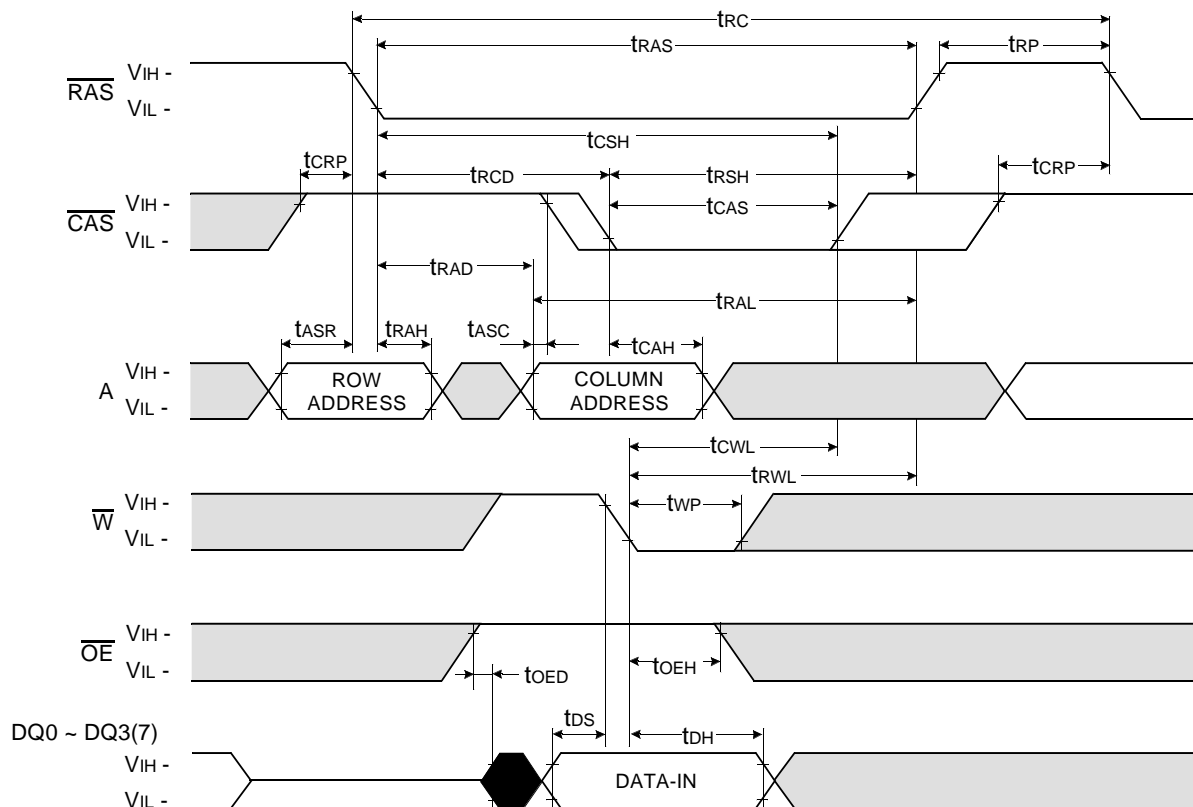 tRC
tRAS
tRP
RAS
VIH -
VIL -
tCSH
tCRP
tRCD
tRSH
tCRP
CAS
VIH -
VIL -
tCAS
tRAD
tRAL
tASR
tRAH
tASC
tCAH
A
VIH -
VIL -
ROW
ADDRESS
COLUMN
ADDRESS
tCWL
tRWL
W
VIH -
VIL -
tWP
OE
VIH -
VIL -
tOED
tOEH
DQ0 ~ DQ3(7)
VIH -
VIL -
tDS
tDH
DATA-IN